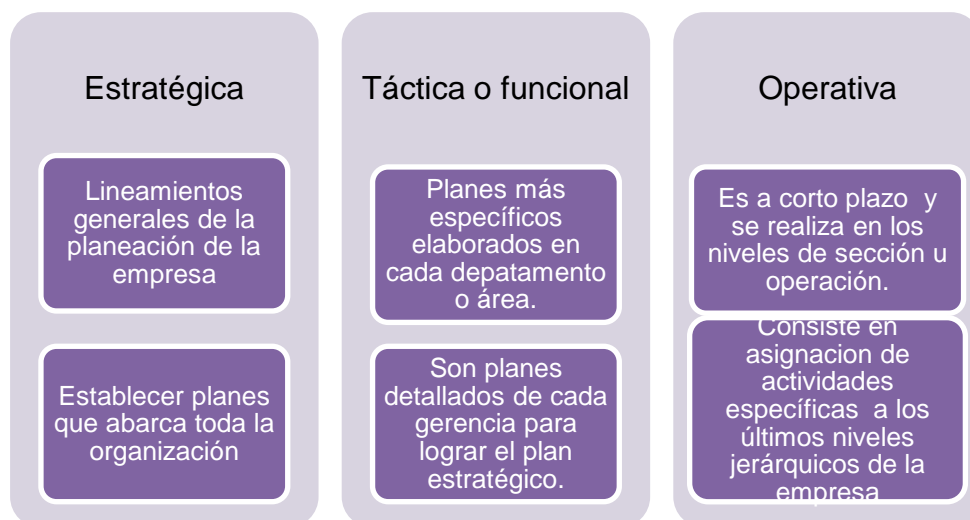 Estratégica
Lineamientos
generales de la
planeación de la
empresa
Establecer planes
que abarca toda la
organización
Táctica o funcional
Planes más
específicos
elaborados en
cada depatamento
o área.
Son planes
detallados de cada
gerencia para
lograr el plan
estratégico.
Operativa
Es a corto plazo y
se realiza en los
niveles de sección u
operación.
Consiste en
asignacion de
actividades
específicas a los
últimos niveles
jerárquicos de la
empresa